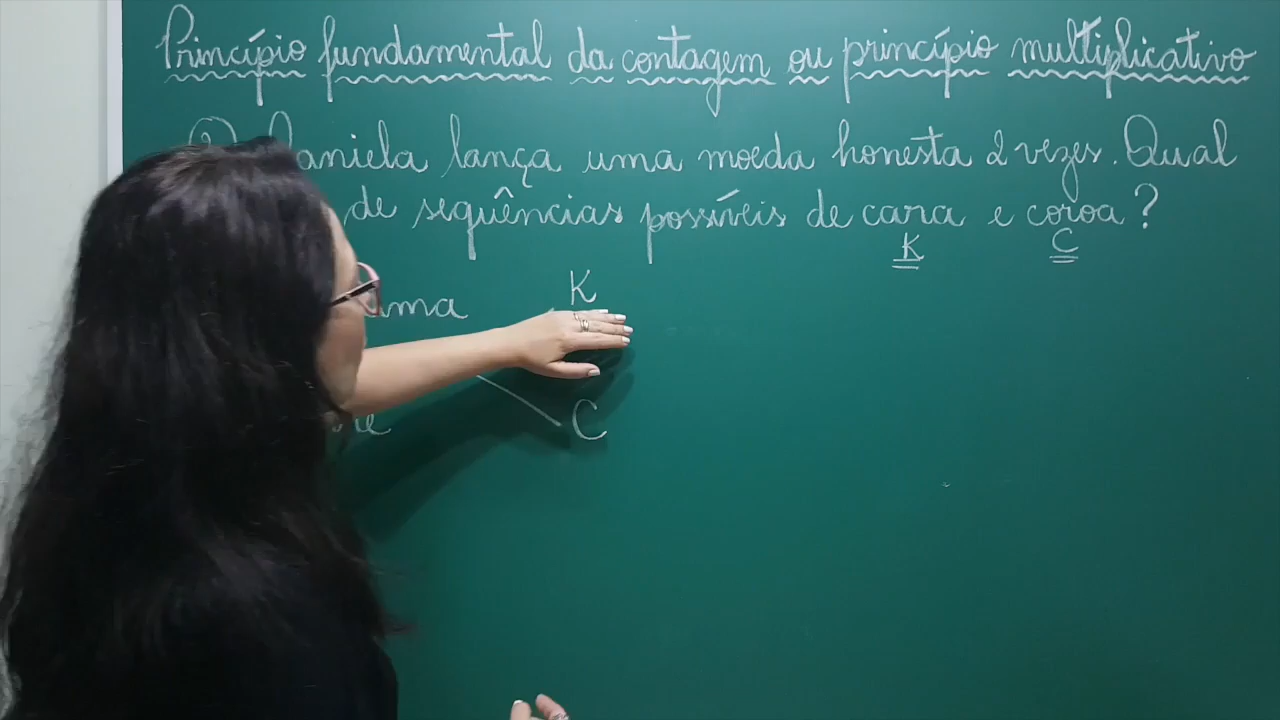 Princípio fundamental da contagem ou princípio multiplicativo
lança uma moeda honesta 2 vezes. Qual
de sequências possíveis de cara e coroa?
K C
K
C